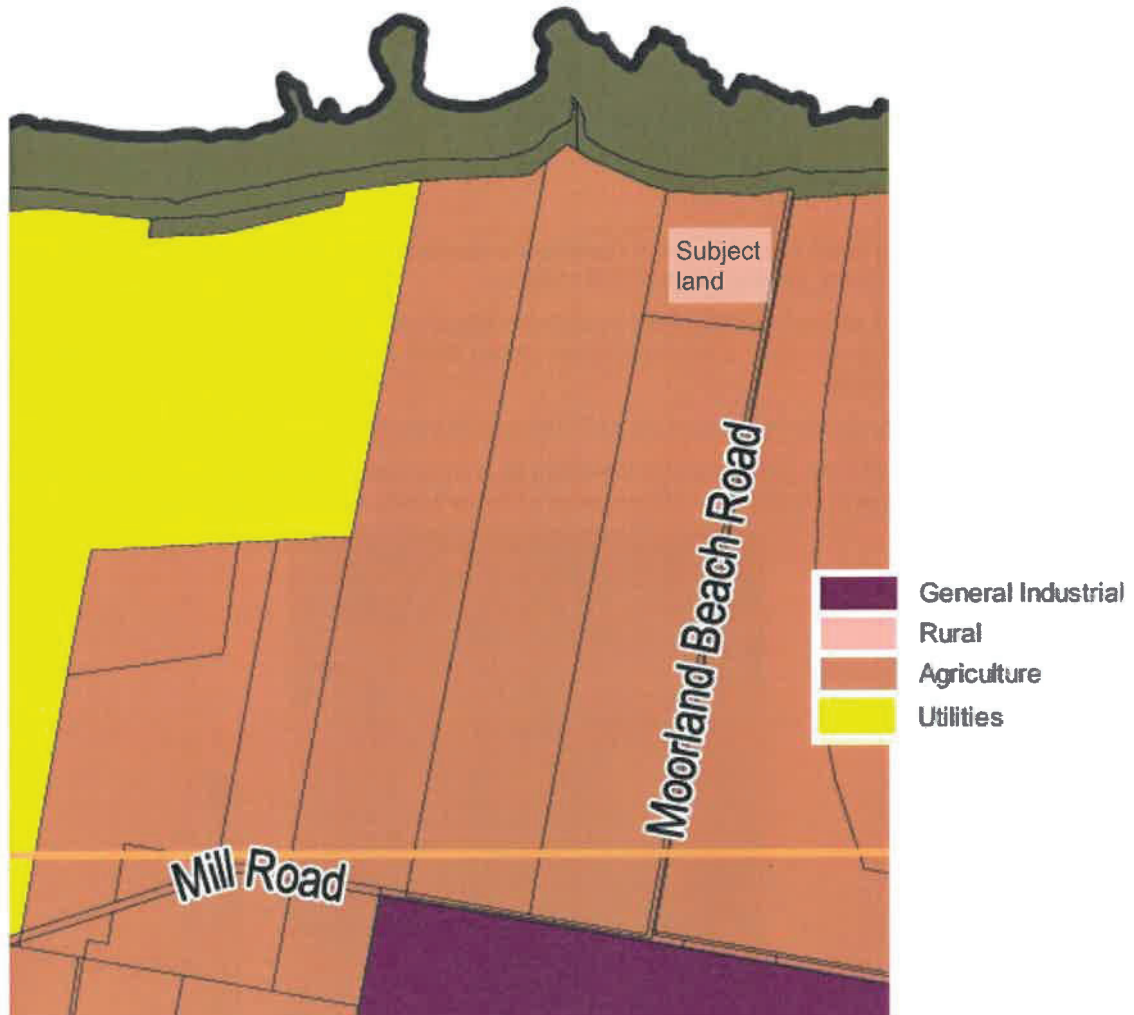 Subject
land
Moorland Beach Road
General Industrial
Rural
Agriculture
Utilities
Mill Road